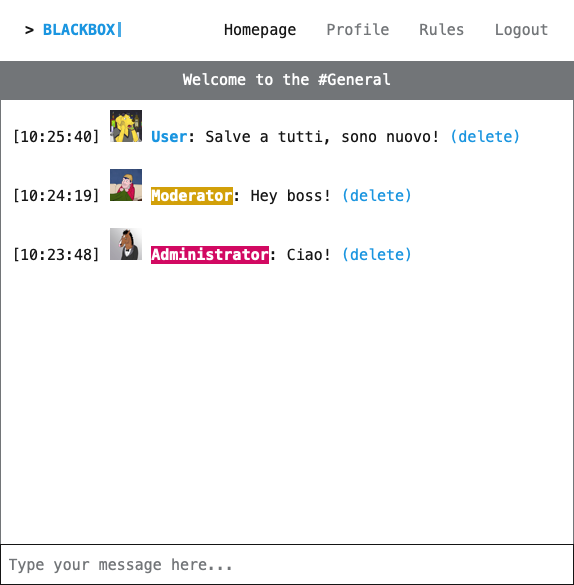 > BLACKBOX Homepage Profile Rules Logout
Welcome to the #General
[10:25:40] User: Salve a tutti, sono nuovo! (delete)
[10:24:19] Moderator: Hey boss! (delete)
[10:23:48] Administrator: Ciao! (delete)
Type your message here...